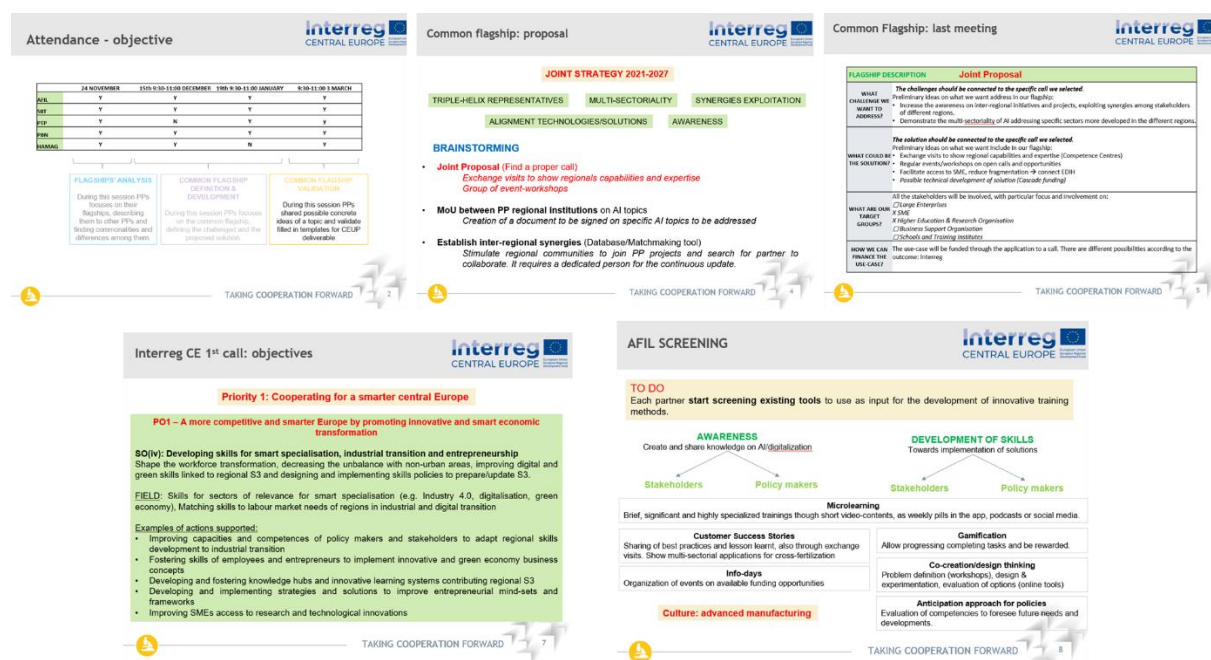 Attendance - objective
Interreg
CENTRAL EUROPE
24 NOVEMBER 15th 9:30-11:00 DECEMBER 19th 9:30-11:00 JANUARY 9:30-11:00 3 MARCH
AFIL Y Y Y Y
Y Y Y Y
PTP Y N Y Y
PBN Y Y Y Y
HAMAG Y Y N Y
FLAGSHIPS' ANALYSIS
During this session PPs
focuses on their
flagships, describing
them to other PPs and
finding commonalities and
differences among them.
COMMON FLAGSHIP
DEFINITION &
DEVELOPMENT
During this session PPs focuses
on the common flagship,
defining the challenged and the
proposed solution.
COMMON FLAGSHIP
VALIDATION
During this session PPs
shared possible concrete
ideas of a topic and validate
filled in templates for CEUP
deliverable.
TAKING COOPERATION FORWARD 2
Common flagship: proposal
Interreg
CENTRAL EUROPE
JOINT STRATEGY 2021-2027
TRIPLE-HELIX REPRESENTATIVES MULTI-SECTORIALITY SYNERGIES EXPLOITATION
ALIGNMENT TECHNOLOGIES/SOLUTIONS AWARENESS
BRAINSTORMING
• Joint Proposal (Find a proper call)
Exchange visits to show regionals capabilities and expertise
Group of event-workshops
• MoU between PP regional institutions on AI topics
Creation of a document to be signed on specific AI topics to be addressed
• Establish inter-regional synergies (Database/Matchmaking tool)
Stimulate regional communities to join PP projects and search for partner to
collaborate. It requires a dedicated person for the continuous update.
TAKING COOPERATION FORWARD 4
Common Flagship: last meeting
Interreg
CENTRAL EUROPE
FLAGSHIP DESCRIPTION Joint Proposal
WHAT
CHALLENGE WE
WANT TO
ADDRESS?
The challenges should be connected to the specific call we selected.
Preliminary ideas on what we want address in our flagship:
• Increase the awareness on inter-regional initiatives and projects, exploiting synergies among stakeholders
of different regions.
• Demonstrate the multi-sectoriality of AI addressing specific sectors more developed in the different regions.
WHAT COULD BE
THE SOLUTION?
The solution should be connected to the specific call we selected.
Preliminary ideas on what we want include in our flagship:
• Exchange visits to show regional capabilities and expertise (Competence Centres)
• Regular events/workshops on open calls and opportunities
• Facilitate access to SME, reduce fragmentation → connect EDIH
• Possible technical development of solution (Cascade funding)
WHAT ARE OUR
TARGET
GROUPS?
All the stakeholders will be involved, with particular focus and involvement on:
☐Large Enterprises
X SME
X Higher Education & Research Organisation
☐Business Support Organisation
☐Schools and Training Institutes
HOW WE CAN
FINANCE THE
USE-CASE?
The use-case will be funded through the application to a call. There are different possibilities according to the
outcome: Interreg
TAKING COOPERATION FORWARD 5
Interreg CE 1st call: objectives
Interreg
CENTRAL EUROPE
Priority 1: Cooperating for a smarter central Europe
PO1 – A more competitive and smarter Europe by promoting innovative and smart economic
transformation
SO(iv): Developing skills for smart specialisation, industrial transition and entrepreneurship
Shape the workforce transformation, decreasing the unbalance with non-urban areas, improving digital and
green skills linked to regional S3 and designing and implementing skills policies to prepare/update S3.
FIELD: Skills for sectors of relevance for smart specialisation (e.g. Industry 4.0, digitalisation, green
economy), Matching skills to labour market needs of regions in industrial and digital transition
Examples of actions supported:
• Improving capacities and competences of policy makers and stakeholders to adapt regional skills
development to industrial transition
• Fostering skills of employees and entrepreneurs to implement innovative and green economy business
concepts
• Developing and fostering knowledge hubs and innovative learning systems contributing regional S3
• Developing and implementing strategies and solutions to improve entrepreneurial mind-sets and
frameworks
• Improving SMEs access to research and technological innovations
TAKING COOPERATION FORWARD 7
AFIL SCREENING
Interreg
CENTRAL EUROPE
TO DO
Each partner start screening existing tools to use as input for the development of innovative training
methods.
AWARENESS
Create and share knowledge on AI/digitalization
Stakeholders Policy makers
DEVELOPMENT OF SKILLS
Towards implementation of solutions
Stakeholders Policy makers
Microlearning
Brief, significant and highly specialized trainings though short video-contents, as weekly pills in the app, podcasts or social media.
Customer Success Stories
Sharing of best practices and lesson learnt, also through exchange
visits. Show multi-sectorial applications for cross-fertilization
Info-days
Organization of events on available funding opportunities
Culture: advanced manufacturing
Gamification
Allow progressing completing tasks and be rewarded.
Co-creation/design thinking
Problem definition (workshops), design &
experimentation, evaluation of options (online tools)
Anticipation approach for policies
Evaluation of competencies to foresee future needs and
developments.
TAKING COOPERATION FORWARD 8